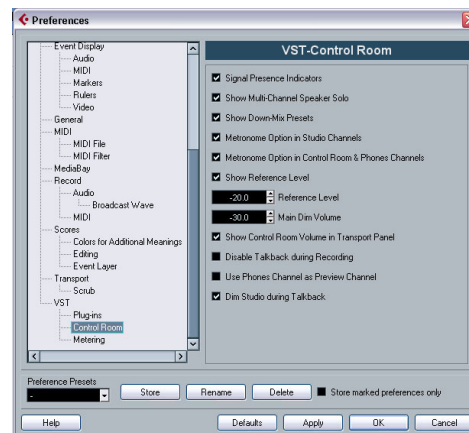 Preferences
Event Display
Audio
MIDI
Markers
Rulers
Video
General
MIDI
MIDI File
MIDI Filter
MediaBay
Record
Audio
Broadcast Wave
MIDI
Scores
Colors for Additional Meanings
Editing
Event Layer
Transport
Scrub
VST
Plug-ins
Control Room
Metering
VST-Control Room
Signal Presence Indicators
Show Multi-Channel Speaker Solo
Show Down-Mix Presets
Metronome Option in Studio Channels
Metronome Option in Control Room & Phones Channels
Show Reference Level
-20.0 Reference Level
-30.0 Main Dim Volume
Show Control Room Volume in Transport Panel
Disable Talkback during Recording
Use Phones Channel as Preview Channel
Dim Studio during Talkback
Preference Presets
- Store Rename Delete Store marked preferences only
Help Defaults Apply OK Cancel